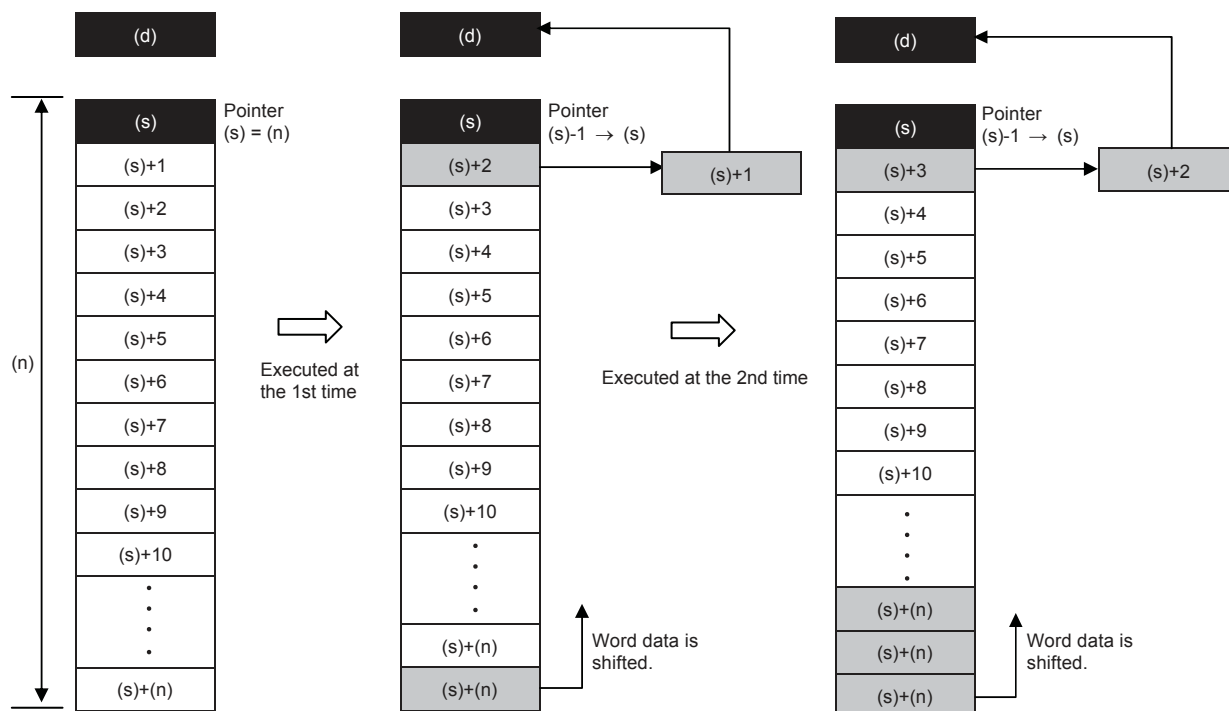 (d)
(s)
Pointer
(s) = (n)
(s)+1
(s)+2
(s)+3
(s)+4
(s)+5
(s)+6
(s)+7
(s)+8
(s)+9
(s)+10
(s)+(n)
(n)
Executed at
the 1st time
(d)
(s)
Pointer
(s)-1 → (s)
(s)+1
(s)+2
(s)+3
(s)+4
(s)+5
(s)+6
(s)+7
(s)+8
(s)+9
(s)+10
(s)+(n)
(s)+(n)
Word data is
shifted.
Executed at the 2nd time
(d)
(s)
Pointer
(s)-1 → (s)
(s)+2
(s)+3
(s)+4
(s)+5
(s)+6
(s)+7
(s)+8
(s)+9
(s)+10
(s)+(n)
(s)+(n)
(s)+(n)
Word data is
shifted.